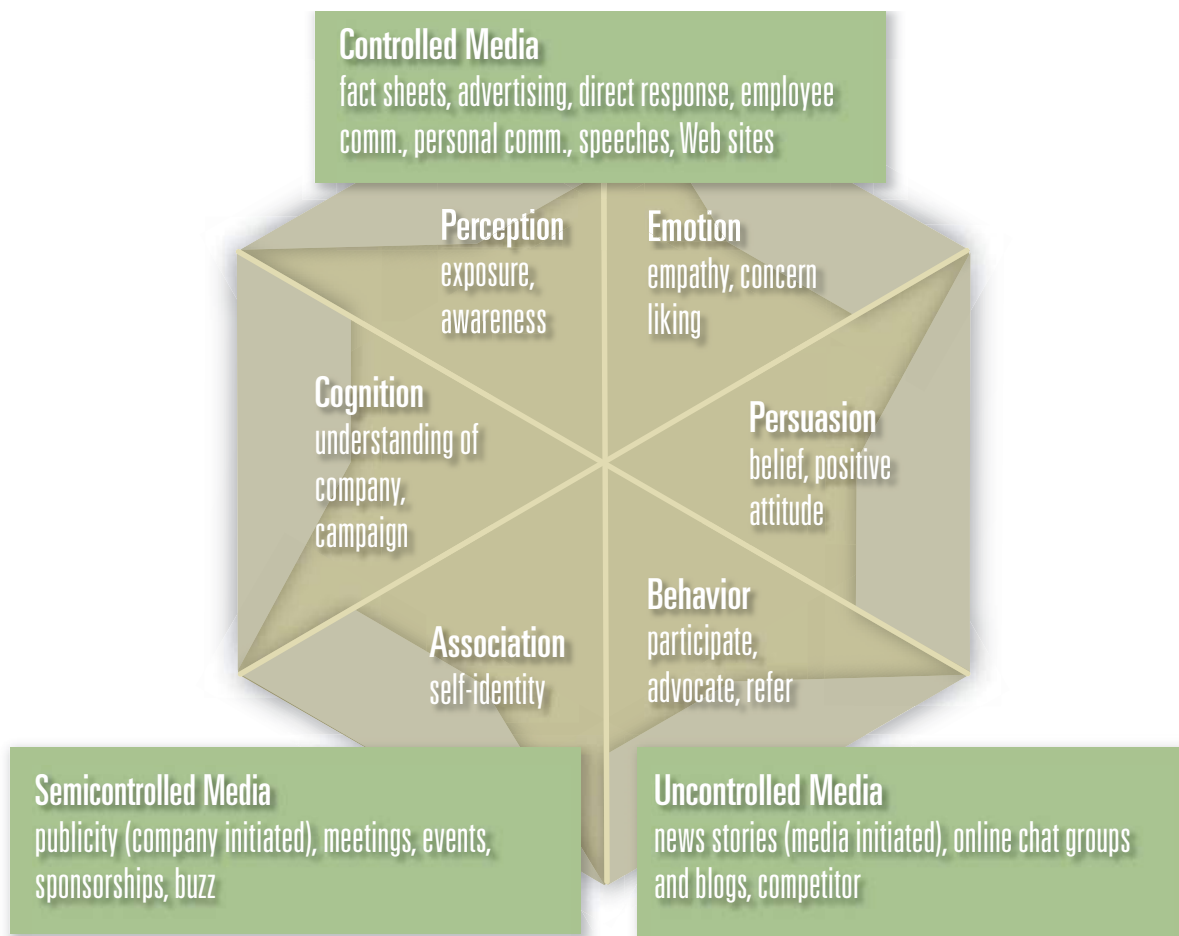 Controlled Media
fact sheets, advertising, direct response, employee
comm., personal comm., speeches, Web sites
Perception
exposure,
awareness
Emotion
empathy, concern
liking
Cognition
understanding of
company,
campaign
Persuasion
belief, positive
attitude
Association
self-identity
Behavior
participate,
advocate, refer
Semicontrolled Media
publicity (company initiated), meetings, events,
sponsorships, buzz
Uncontrolled Media
news stories (media initiated), online chat groups
and blogs, competitor